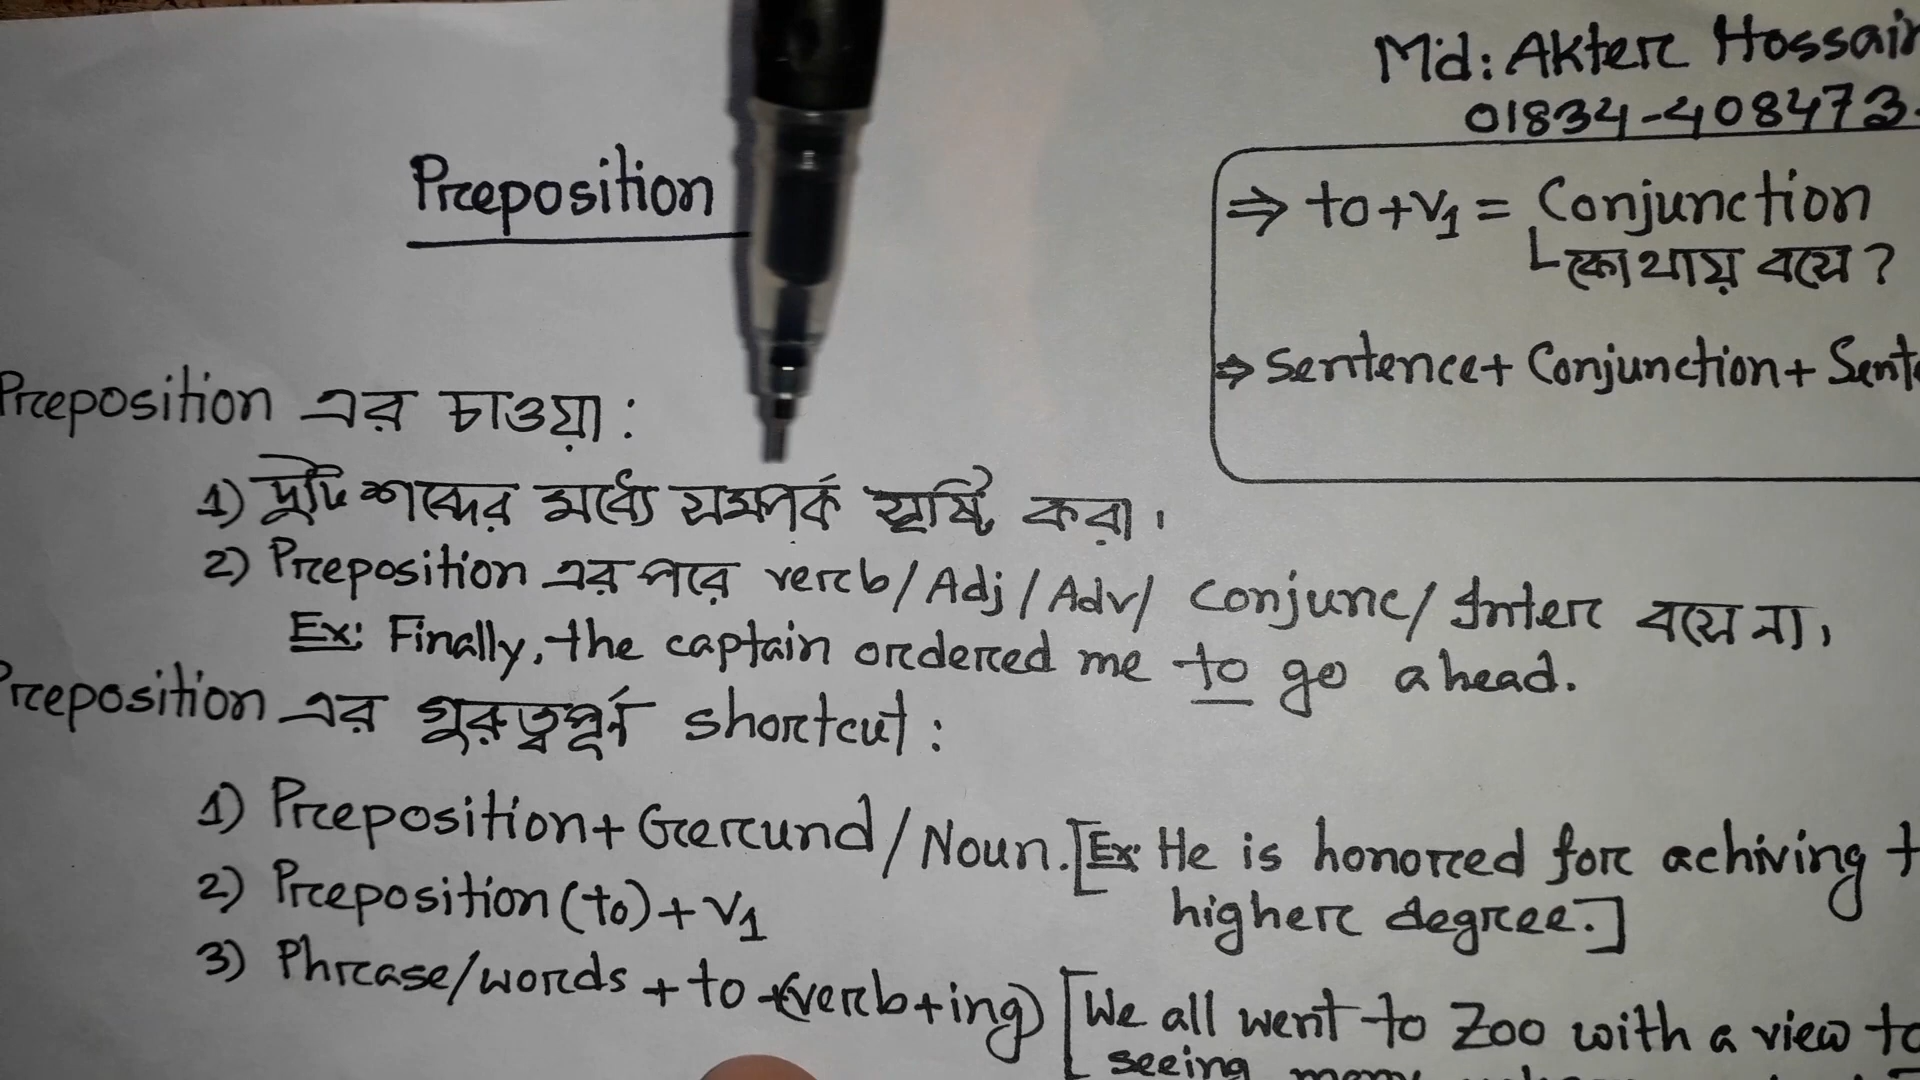 Md: Akter Hossain
01834-408473
Preposition
⇒ to+v1 = Conjunction
কোথায় বসে?
⇒ Sentence + Conjunction + Sent
Preposition এর চাওয়া :
1) দুটি শব্দের মধ্যে সম্পর্ক সৃষ্টি করা।
2) Preposition এর পরে verb/Adj/Adv/ Conjunc/ Inter বসে না।
Ex: Finally, the captain ordered me to go ahead.
Preposition এর গুরুত্বপূর্ণ shortcut :
1) Preposition + Gerund / Noun. [Ex: He is honored for achiving t
higher degree.]
2) Preposition (to) + v1
3) Phrase/words + to +(verb+ing) [We all went to Zoo with a view to
seeing many